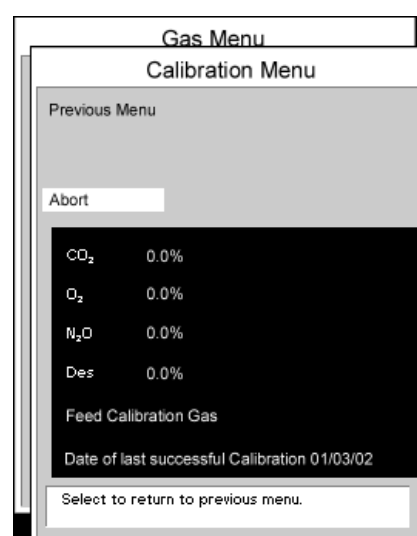 Gas Menu
Calibration Menu
Previous Menu
Abort
CO₂ 0.0%
O₂ 0.0%
N₂O 0.0%
Des 0.0%
Feed Calibration Gas
Date of last successful Calibration 01/03/02
Select to return to previous menu.